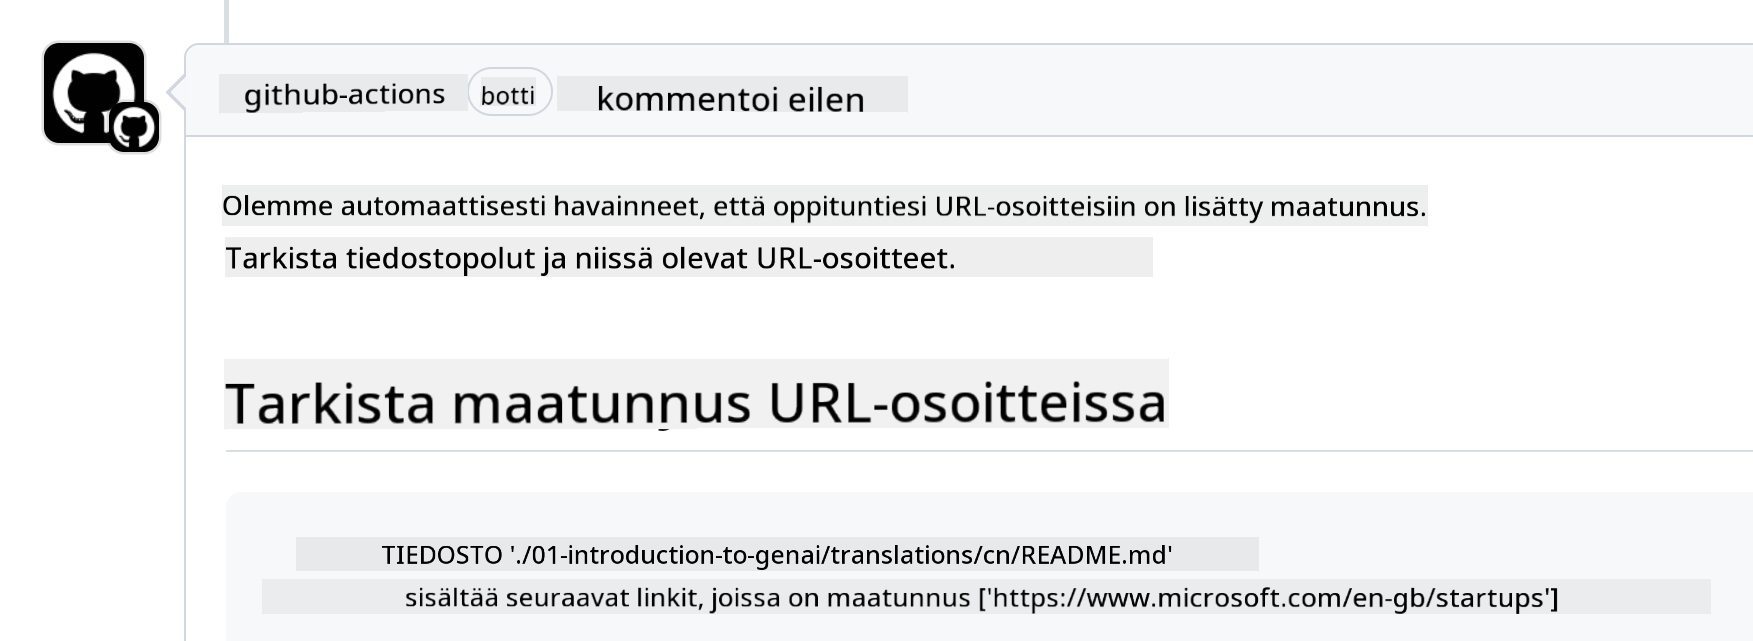 github-actions botti kommentoi eilen
Olemme automaattisesti havainneet, että oppituntiesi URL-osoitteisiin on lisätty maatunnus.
Tarkista tiedostopolut ja niissä olevat URL-osoitteet.
Tarkista maatunnus URL-osoitteissa
TIEDOSTO './01-introduction-to-genai/translations/cn/README.md'
sisältää seuraavat linkit, joissa on maatunnus ['https://www.microsoft.com/en-gb/startups']